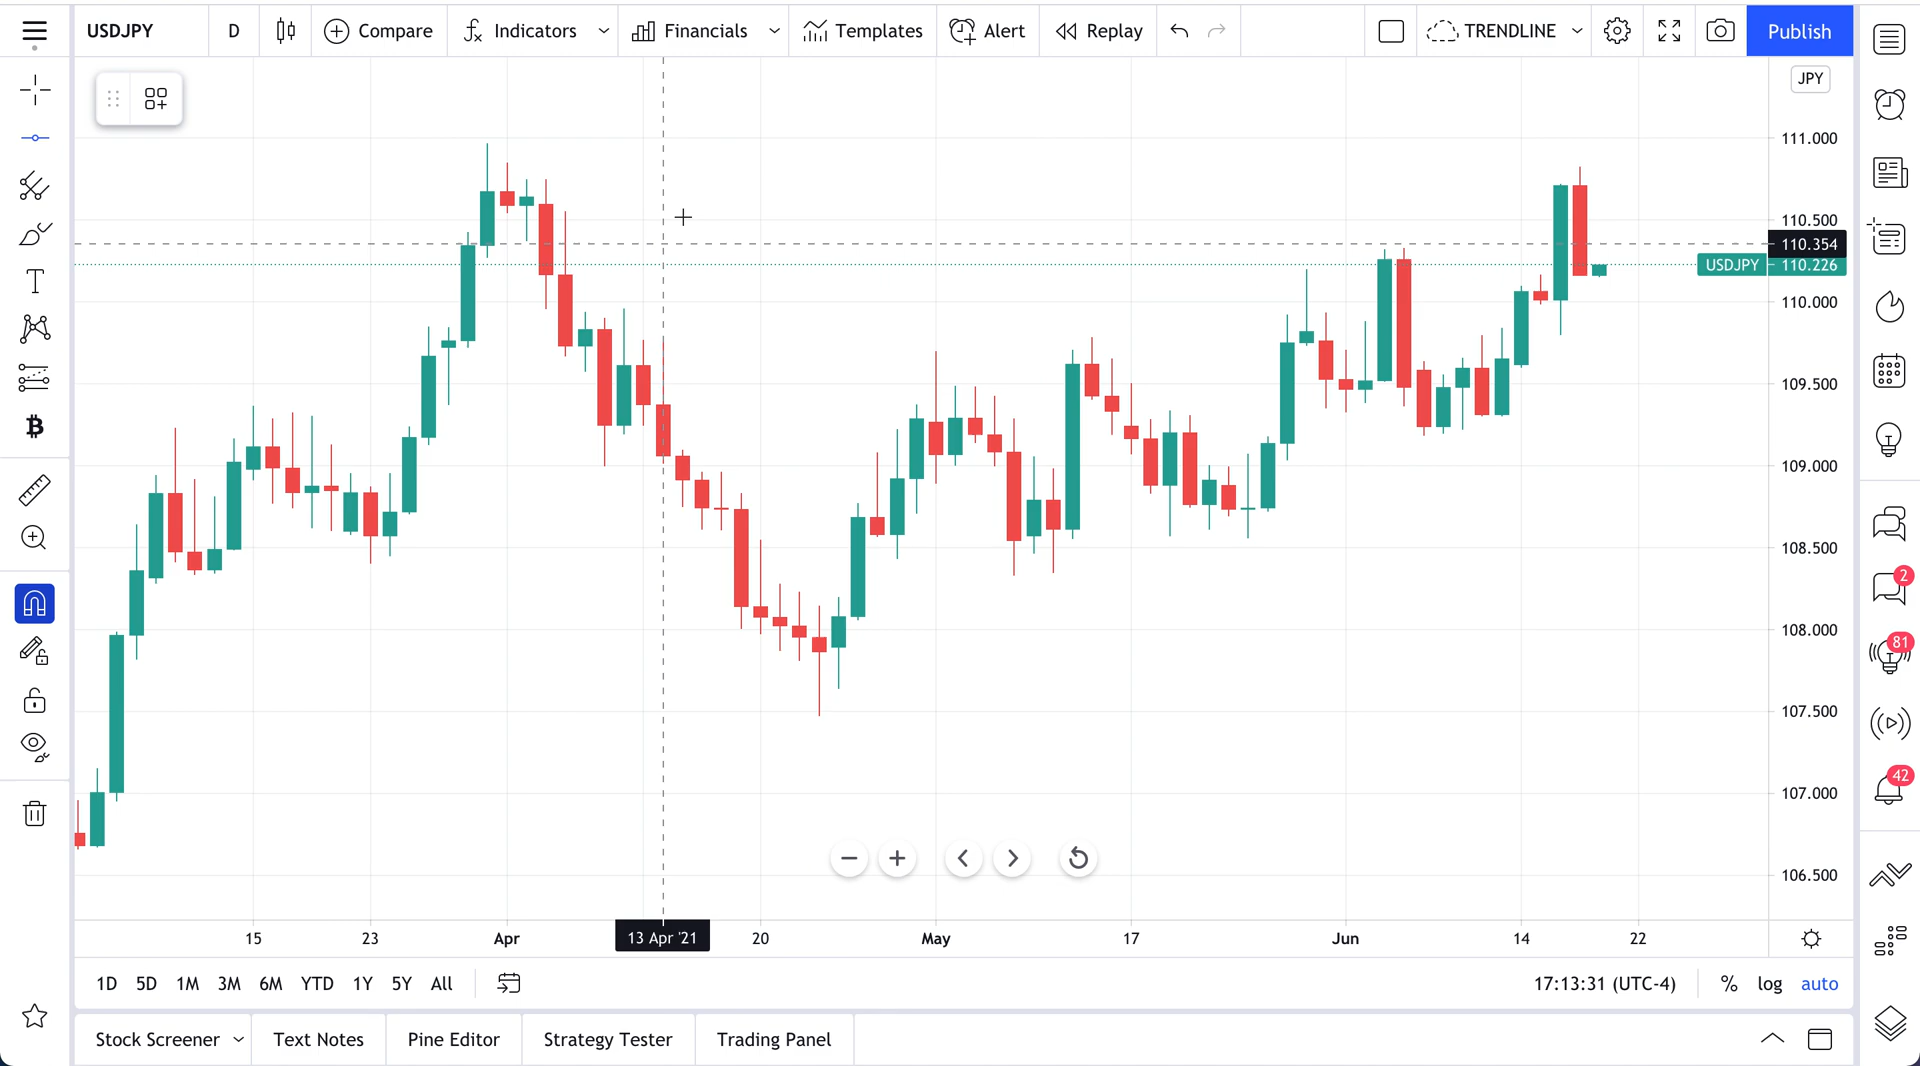 USDJPY D Compare Indicators Financials Templates Alert Replay TRENDLINE Publish
JPY
111.000
110.500
110.354
USDJPY 110.226
110.000
109.500
109.000
108.500
108.000
107.500
107.000
106.500
2
81
42
15 23 Apr 13 Apr '21 20 May 17 Jun 14 22
1D 5D 1M 3M 6M YTD 1Y 5Y All 17:13:31 (UTC-4) % log auto
Stock Screener Text Notes Pine Editor Strategy Tester Trading Panel